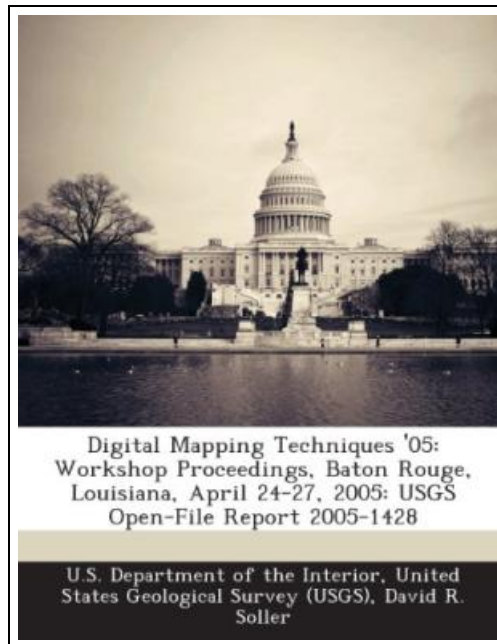 Digital Mapping Techniques '05:
Workshop Proceedings, Baton Rouge,
Louisiana, April 24-27, 2005: USGS
Open-File Report 2005-1428
U.S. Department of the Interior, United
States Geological Survey (USGS), David R.
Soller